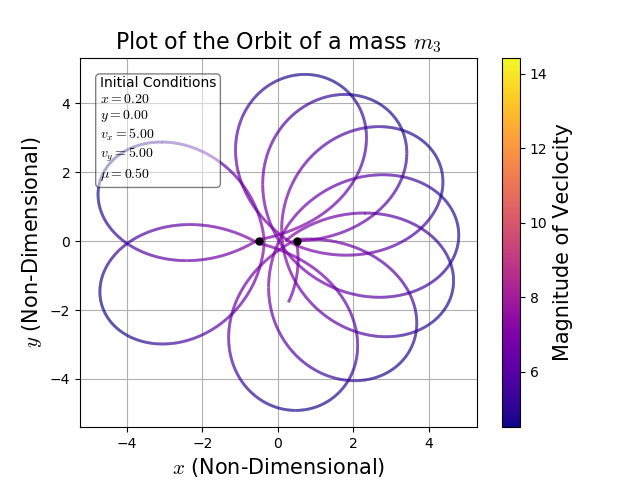 Plot of the Orbit of a mass m₃
Initial Conditions
x = 0.20
y = 0.00
vₓ = 5.00
v_y = 5.00
μ = 0.50
y (Non-Dimensional)
4
2
0
−2
−4
−4
−2
0
2
4
x (Non-Dimensional)
14
12
10
8
6
Magnitude of Veclocity